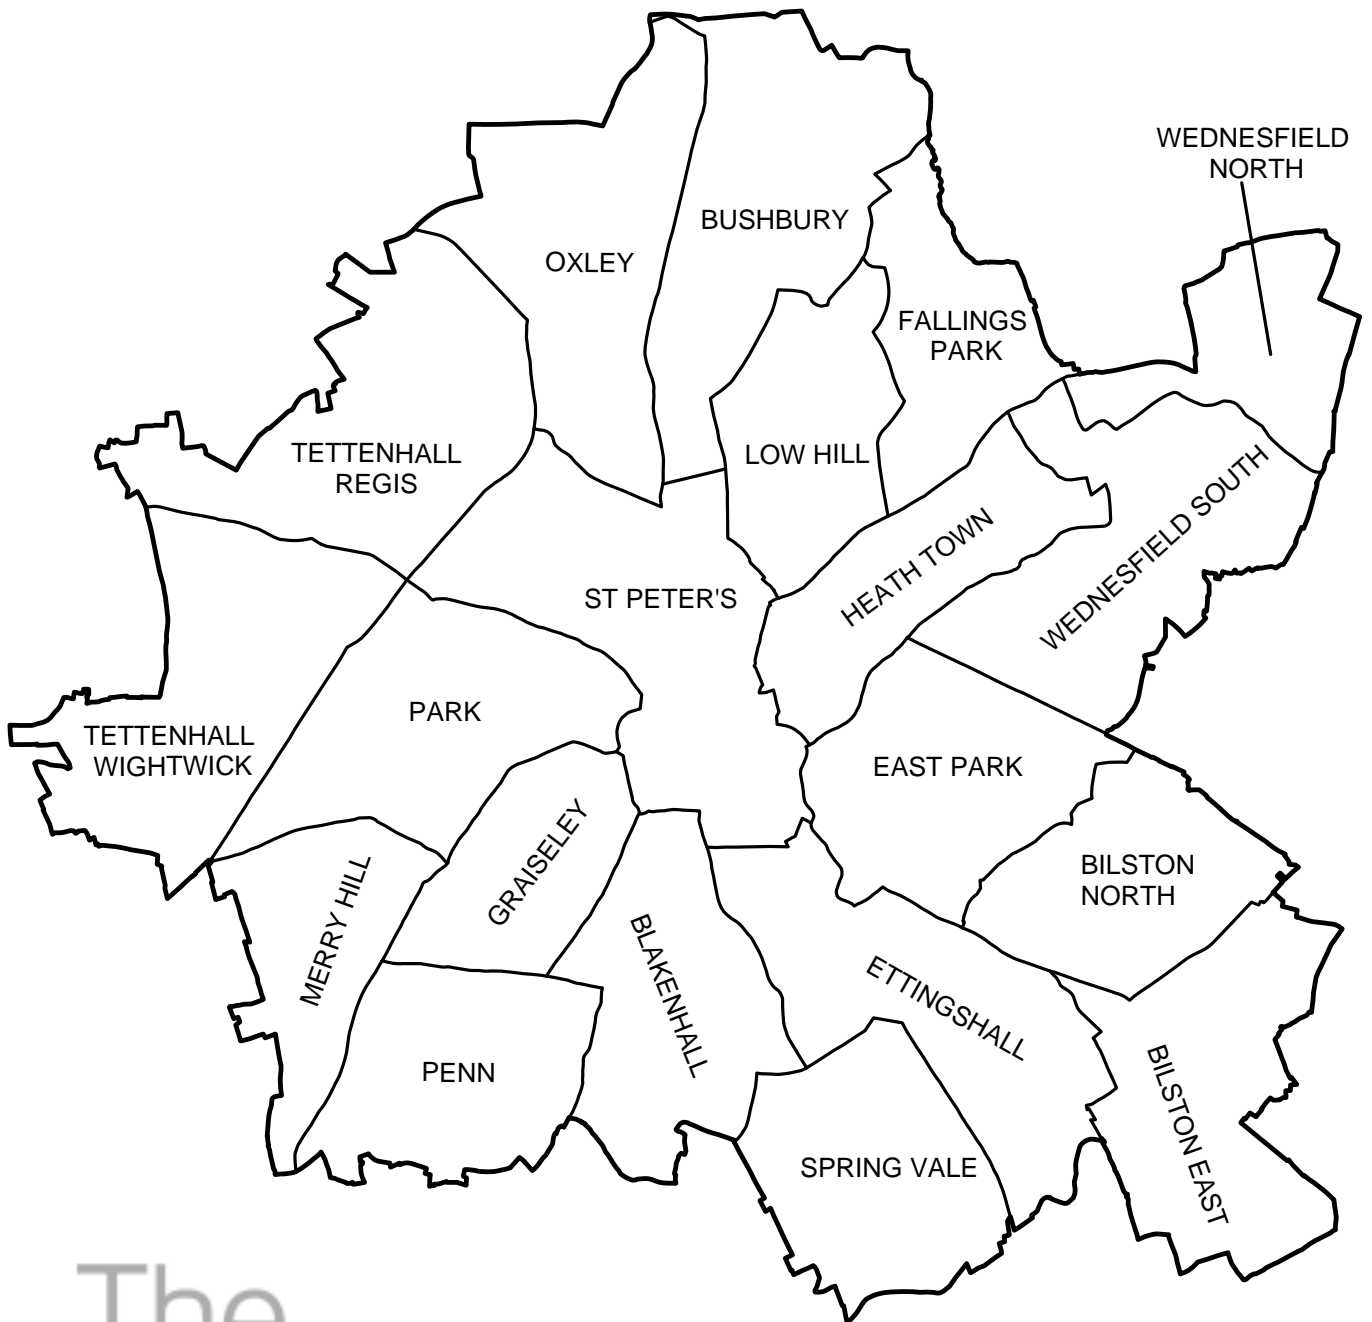 WEDNESFIELD
NORTH
BUSHBURY
OXLEY
FALLINGS
PARK
TETTENHALL
REGIS
LOW HILL
WEDNESFIELD SOUTH
HEATH TOWN
ST PETER'S
PARK
TETTENHALL
WIGHTWICK
EAST PARK
GRAISELEY
BILSTON
NORTH
MERRY HILL
BLAKENHALL
ETTINGSHALL
PENN
BILSTON EAST
SPRING VALE
The